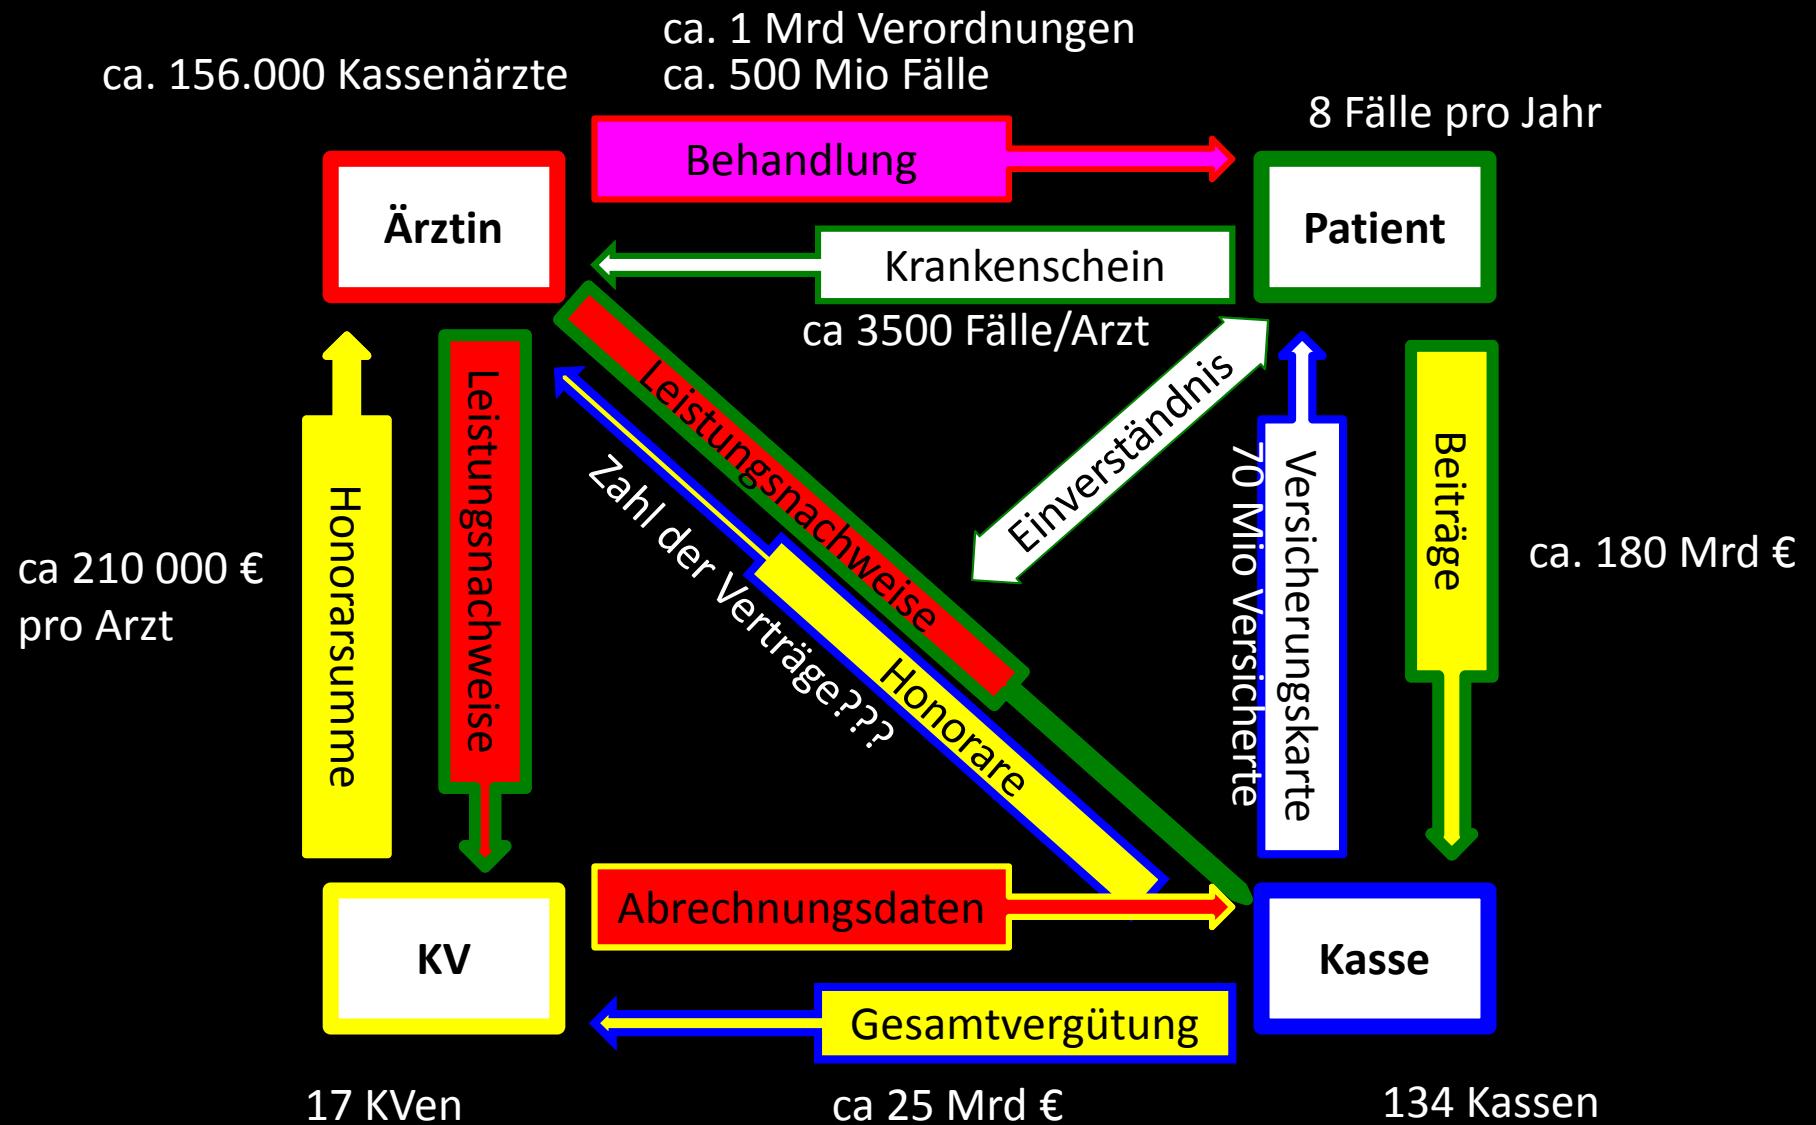 ca. 1 Mrd Verordnungen
ca. 156.000 Kassenärzte
ca. 500 Mio Fälle
8 Fälle pro Jahr
Behandlung
Ärztin
Patient
Krankenschein
ca 3500 Fälle/Arzt
Leistungsnachweise
Leistungsnachweise
Einverständnis
Honorarsumme
ca 210 000 €
pro Arzt
Zahl der Verträge???
Honorare
70 Mio Versicherte
Versicherungskarte
Beiträge
ca. 180 Mrd €
Abrechnungsdaten
KV
Kasse
Gesamtvergütung
17 KVen
ca 25 Mrd €
134 Kassen